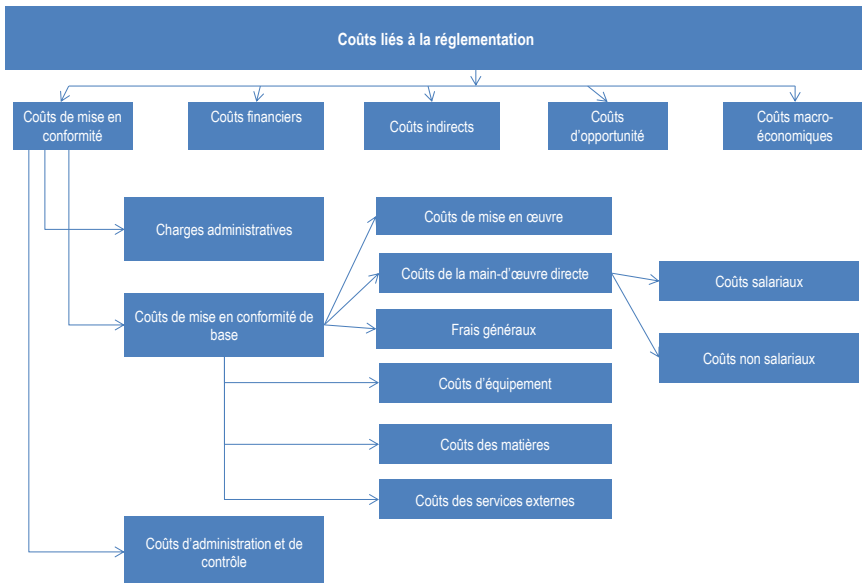 Coûts liés à la réglementation
Coûts de mise en
conformité
Coûts financiers
Coûts indirects
Coûts
d'opportunité
Coûts macro-
économiques
Charges administratives
Coûts de mise en conformité de
base
Coûts d'administration et de
contrôle
Coûts de mise en œuvre
Coûts de la main-d'œuvre directe
Frais généraux
Coûts d'équipement
Coûts des matières
Coûts des services externes
Coûts salariaux
Coûts non salariaux